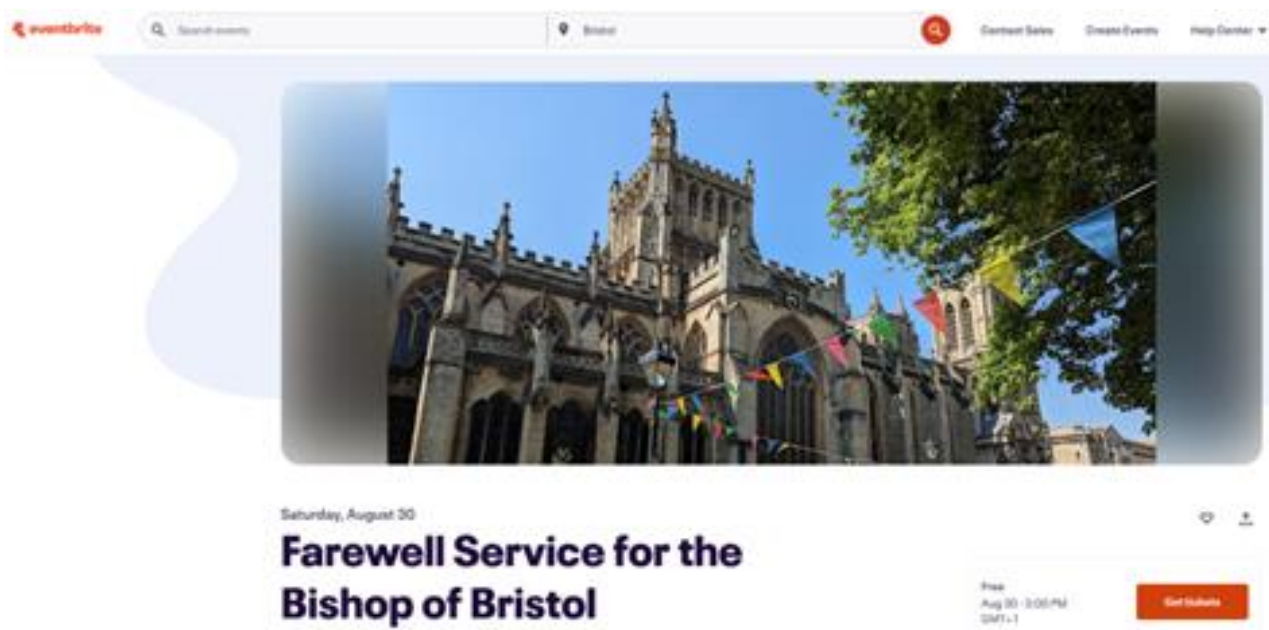 eventbrite
Search events
Bristol
Contact Sales
Create Events
Help Center
Saturday, August 30
Farewell Service for the
Bishop of Bristol
Free
Aug 30 · 3:00 PM
GMT+1
Get tickets